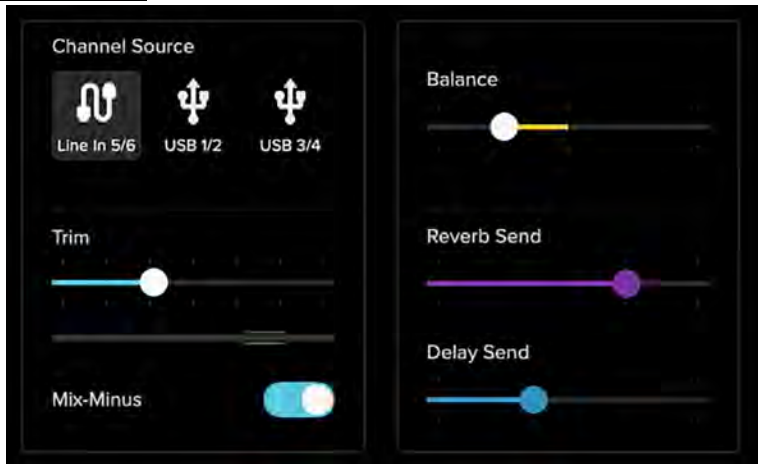 Channel Source
Line In 5/6 USB 1/2 USB 3/4
Trim
Mix-Minus
Balance
Reverb Send
Delay Send